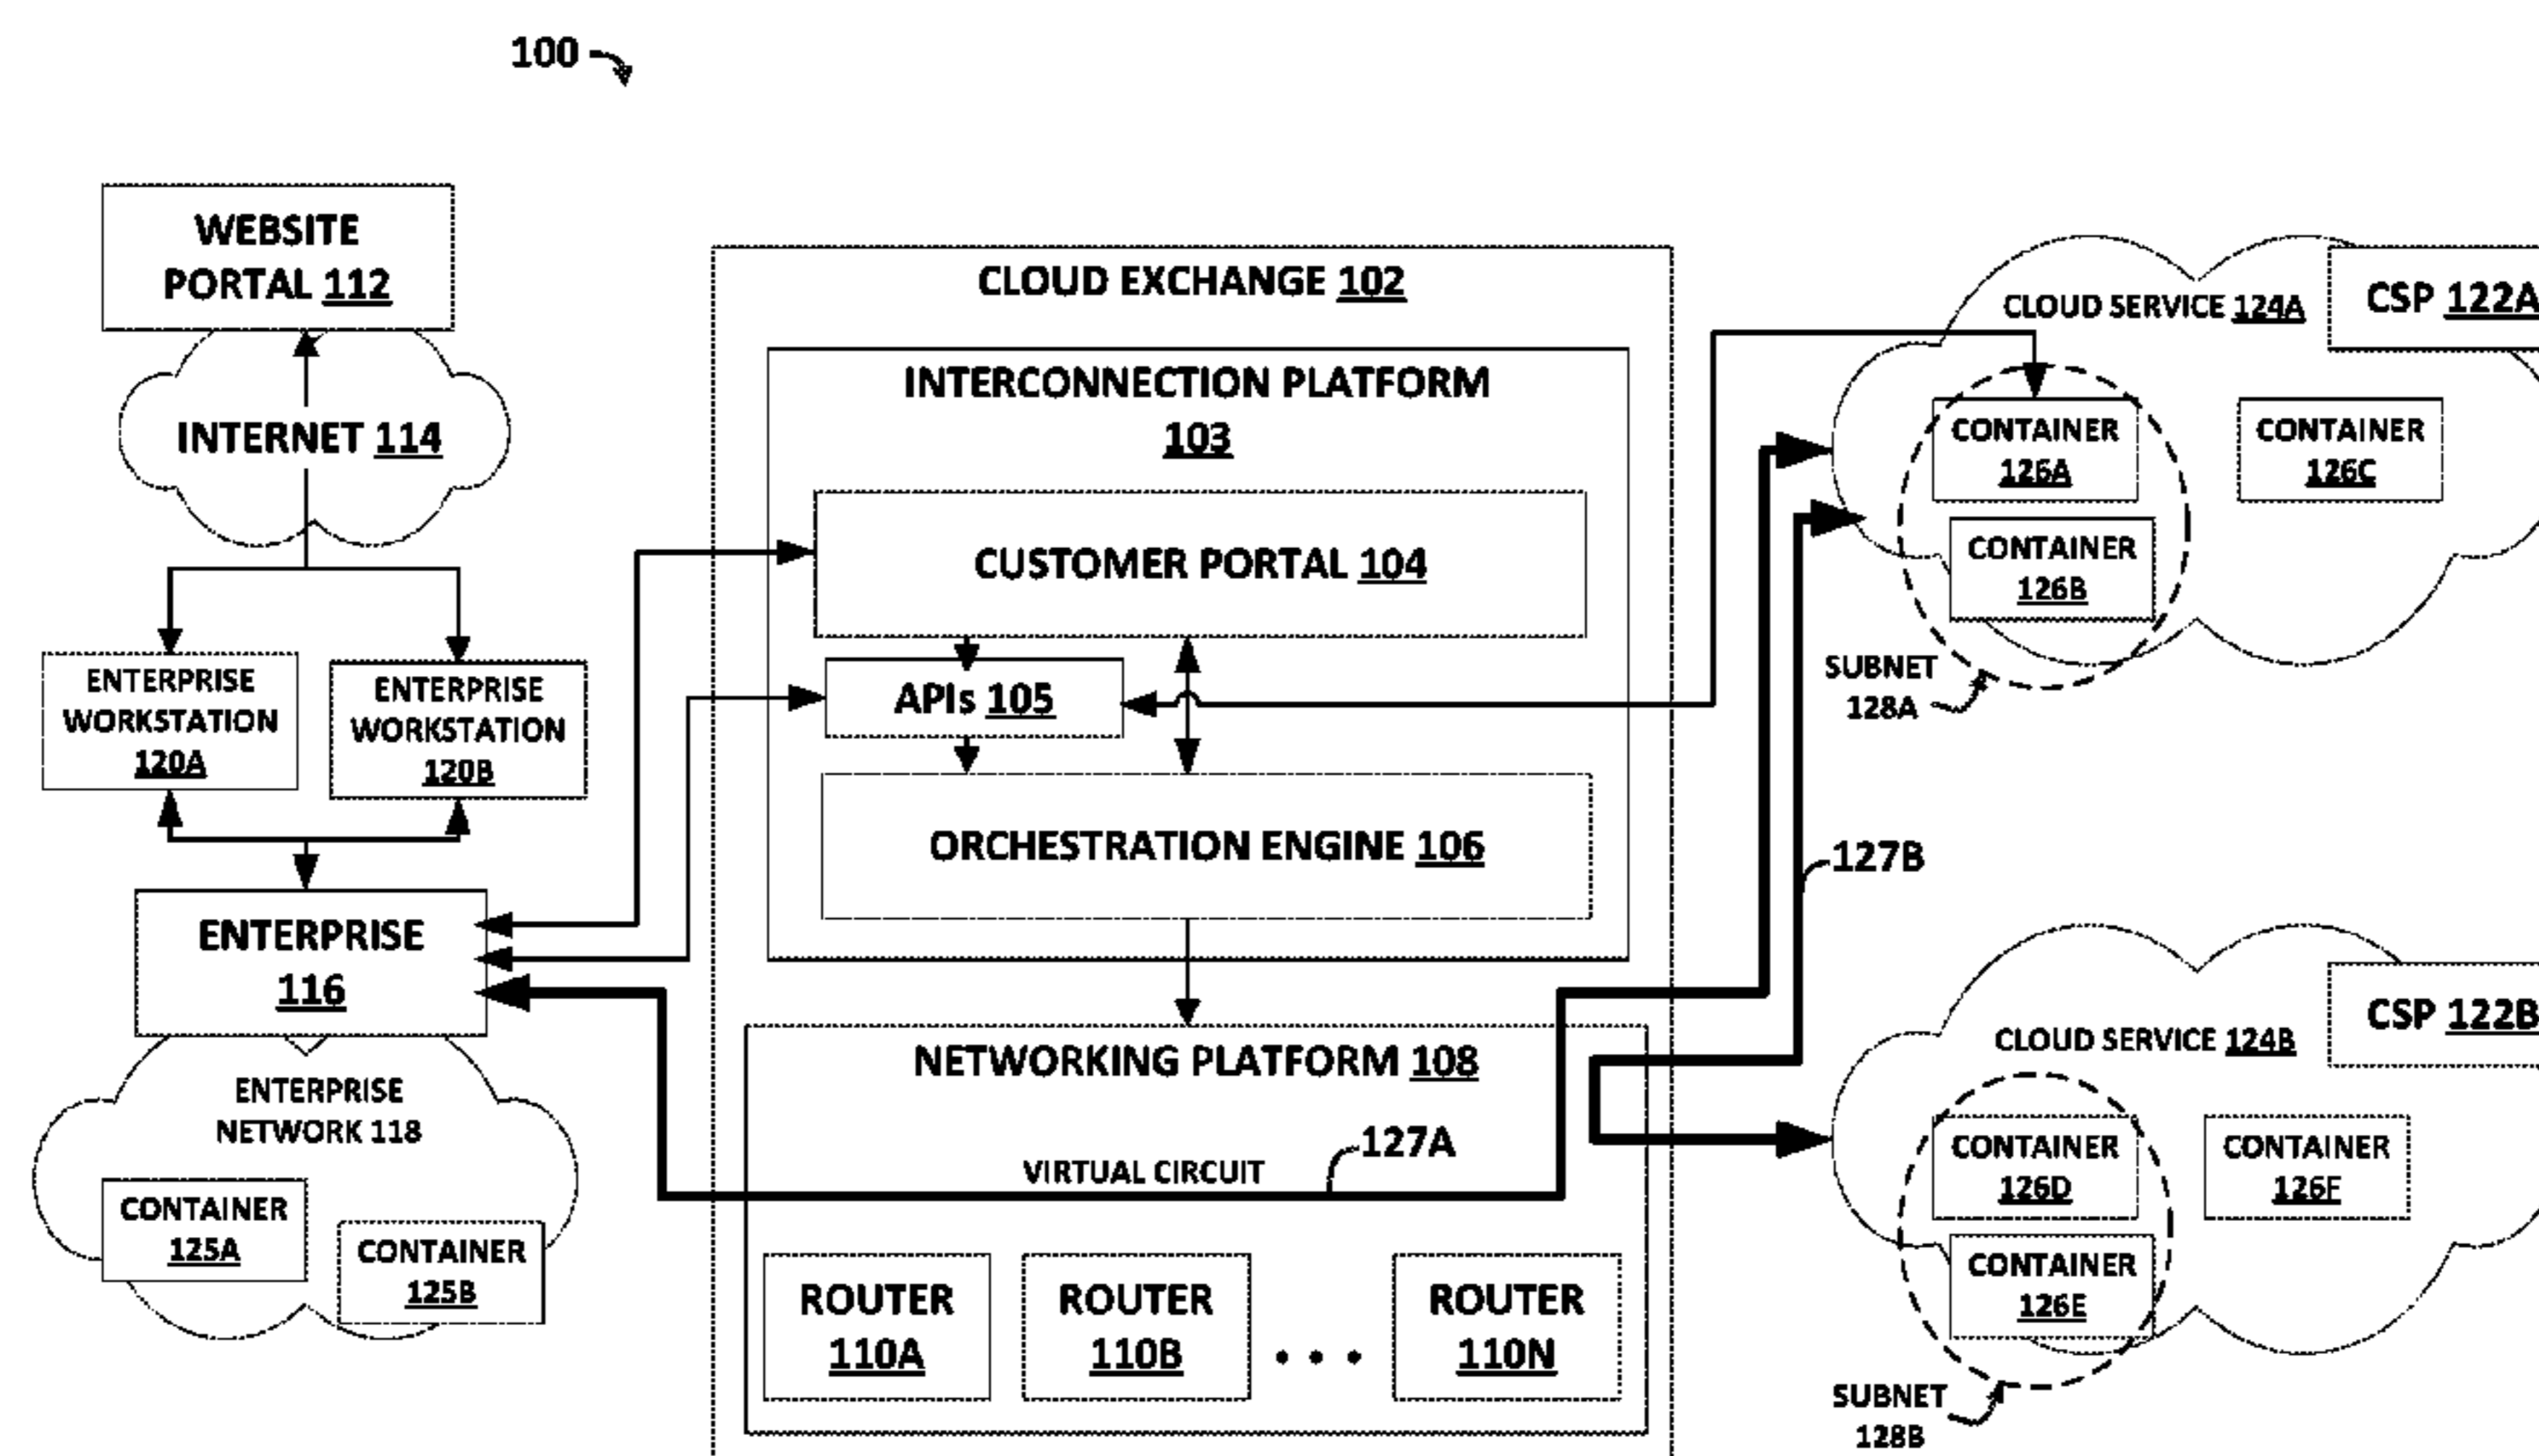 100
WEBSITE
PORTAL 112
INTERNET 114
ENTERPRISE
WORKSTATION
120A
ENTERPRISE
WORKSTATION
120B
ENTERPRISE
116
ENTERPRISE
NETWORK 118
CONTAINER
125A
CONTAINER
125B
CLOUD EXCHANGE 102
INTERCONNECTION PLATFORM
103
CUSTOMER PORTAL 104
APIs 105
ORCHESTRATION ENGINE 106
NETWORKING PLATFORM 108
127A
VIRTUAL CIRCUIT
ROUTER
110A
ROUTER
110B
• • •
ROUTER
110N
CLOUD SERVICE 124A
CSP 122A
CONTAINER
126A
CONTAINER
126C
CONTAINER
126B
SUBNET
128A
127B
CLOUD SERVICE 124B
CSP 122B
CONTAINER
126D
CONTAINER
126F
CONTAINER
126E
SUBNET
128B